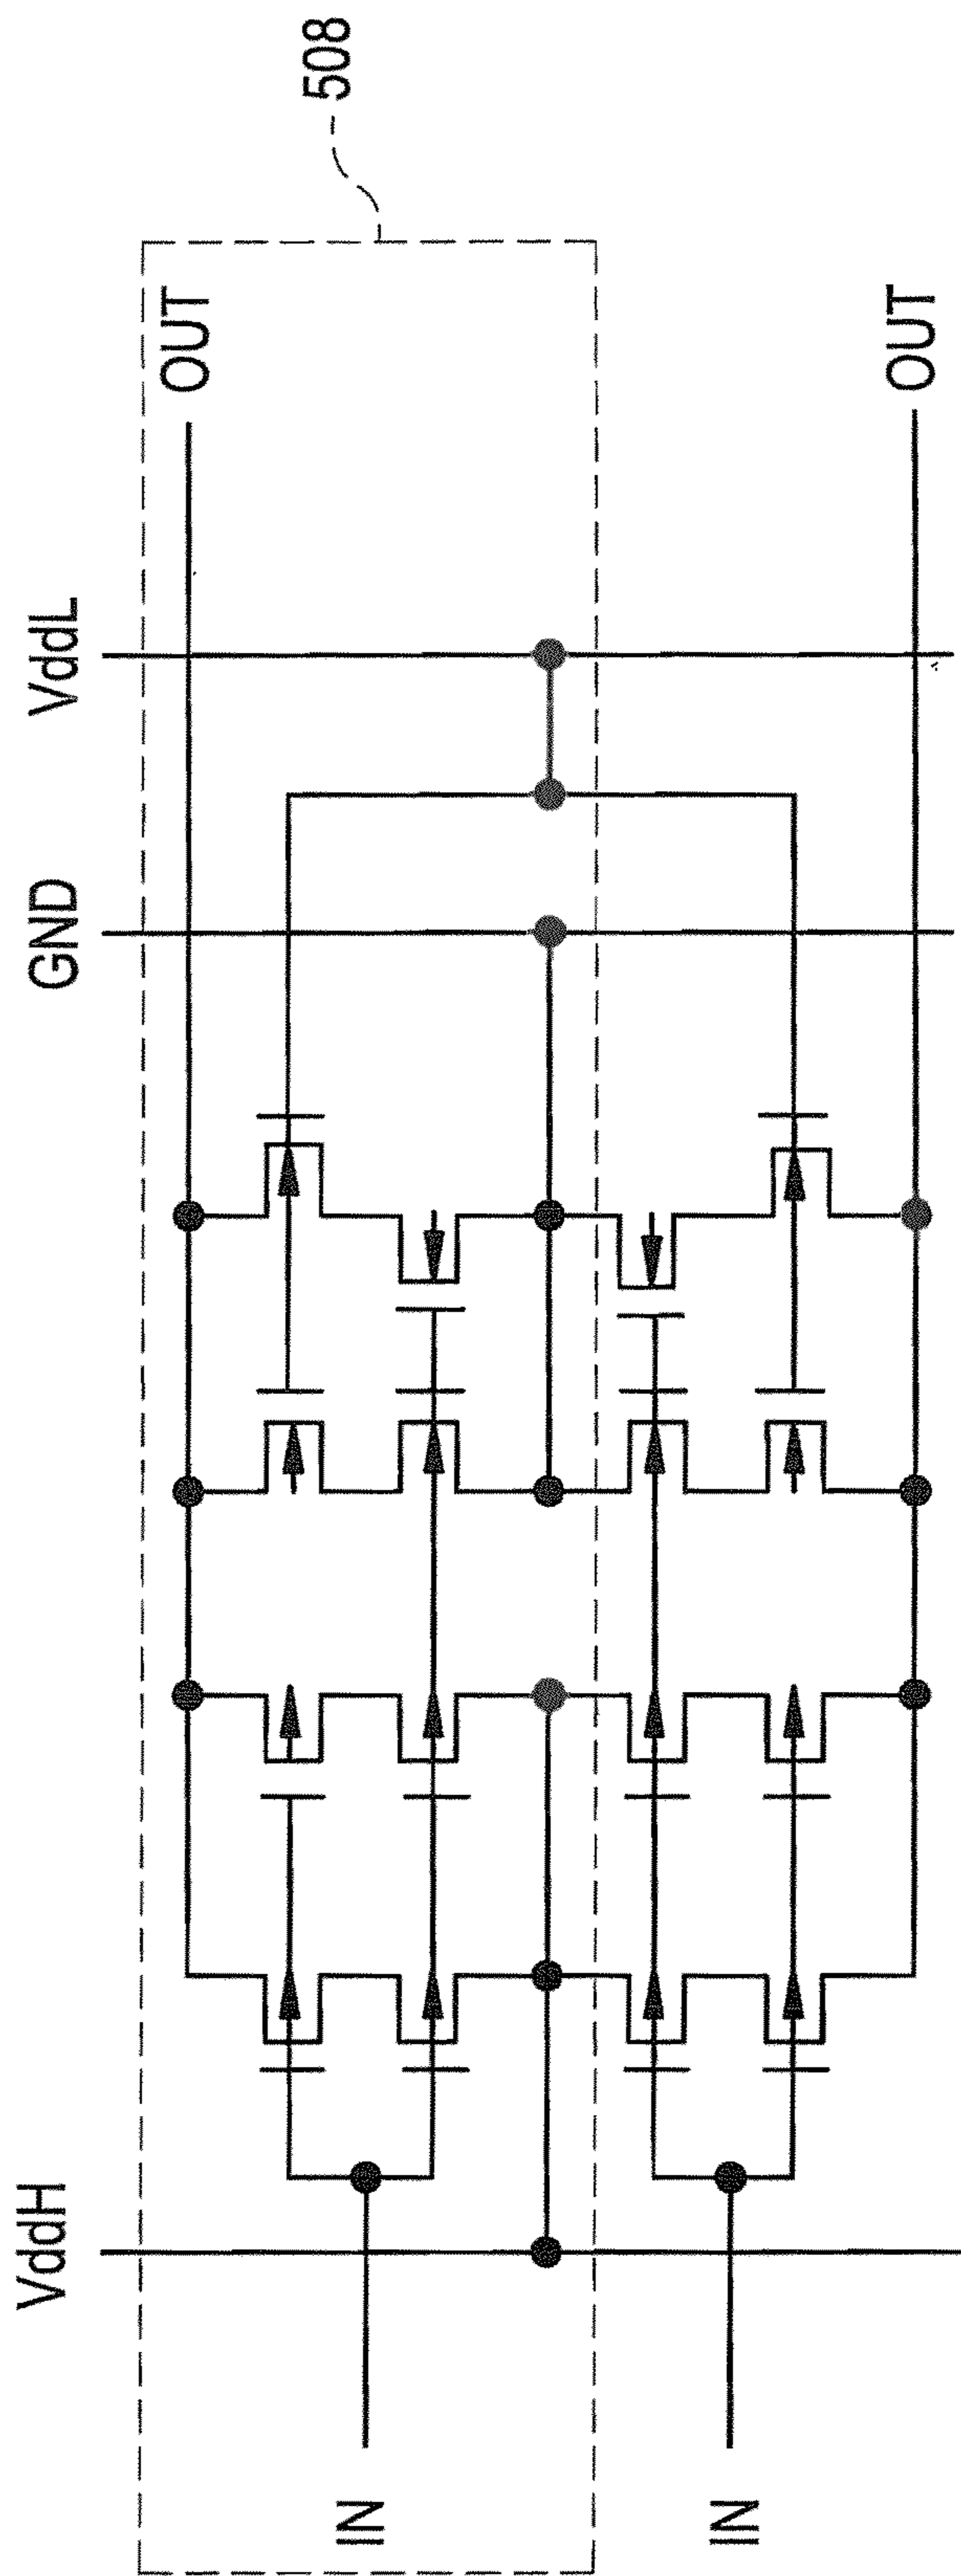 508
OUT
OUT
VddL
GND
VddH
IN
IN